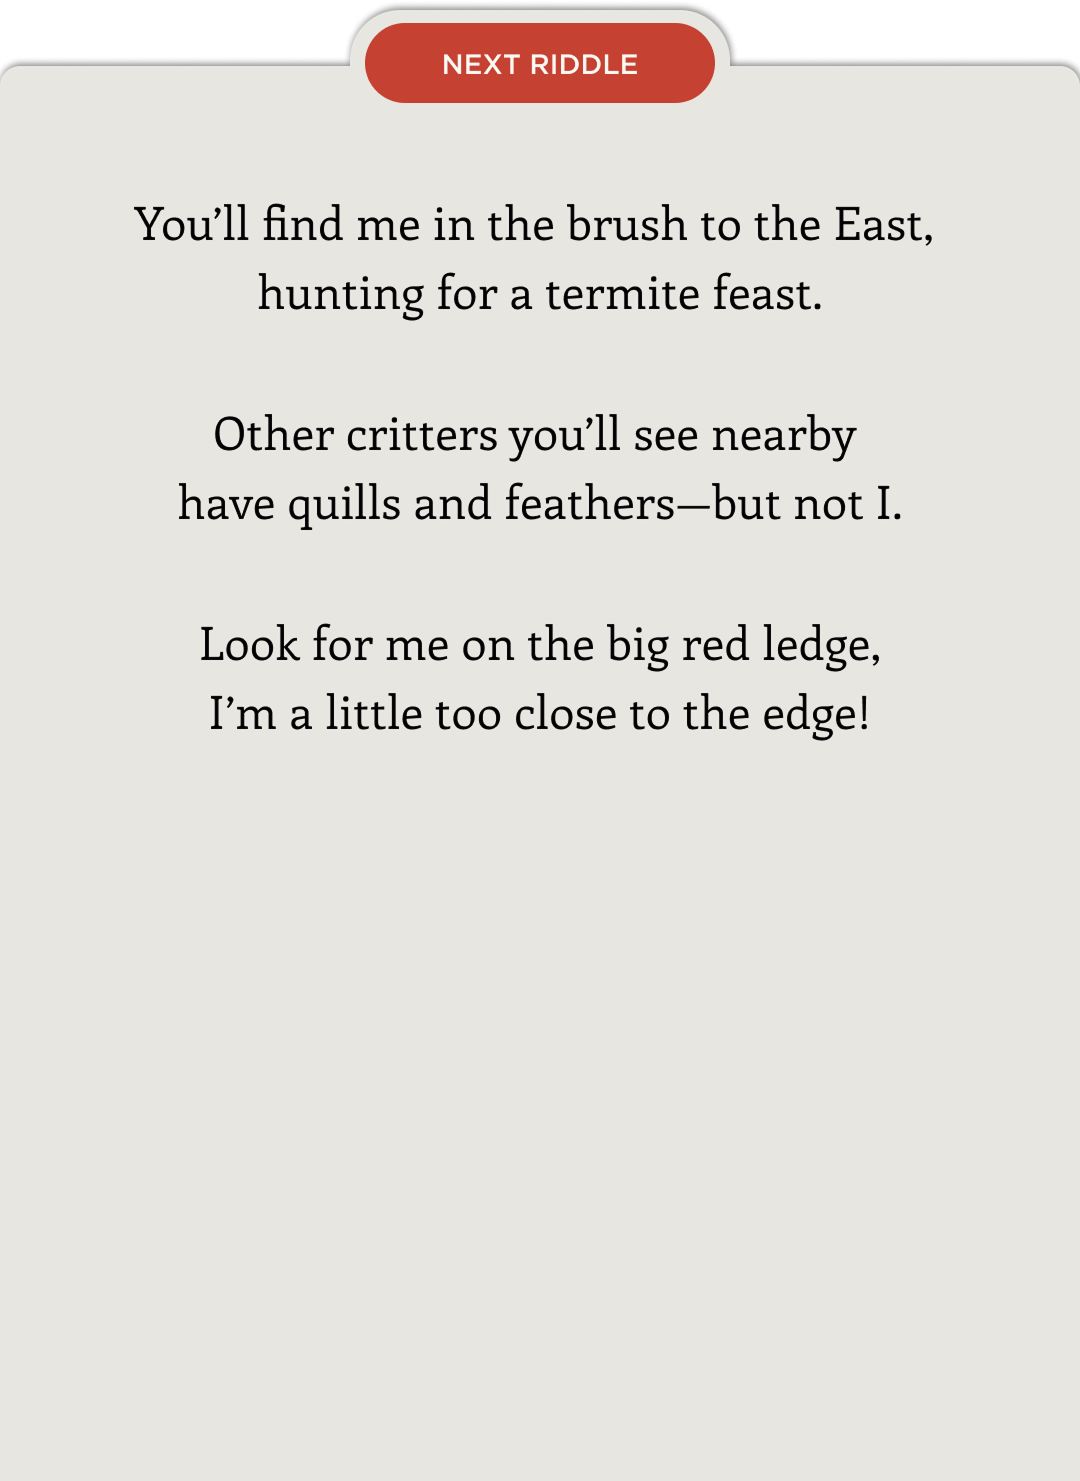 NEXT RIDDLE
You’ll find me in the brush to the East,
hunting for a termite feast.
Other critters you’ll see nearby
have quills and feathers—but not I.
Look for me on the big red ledge,
I’m a little too close to the edge!